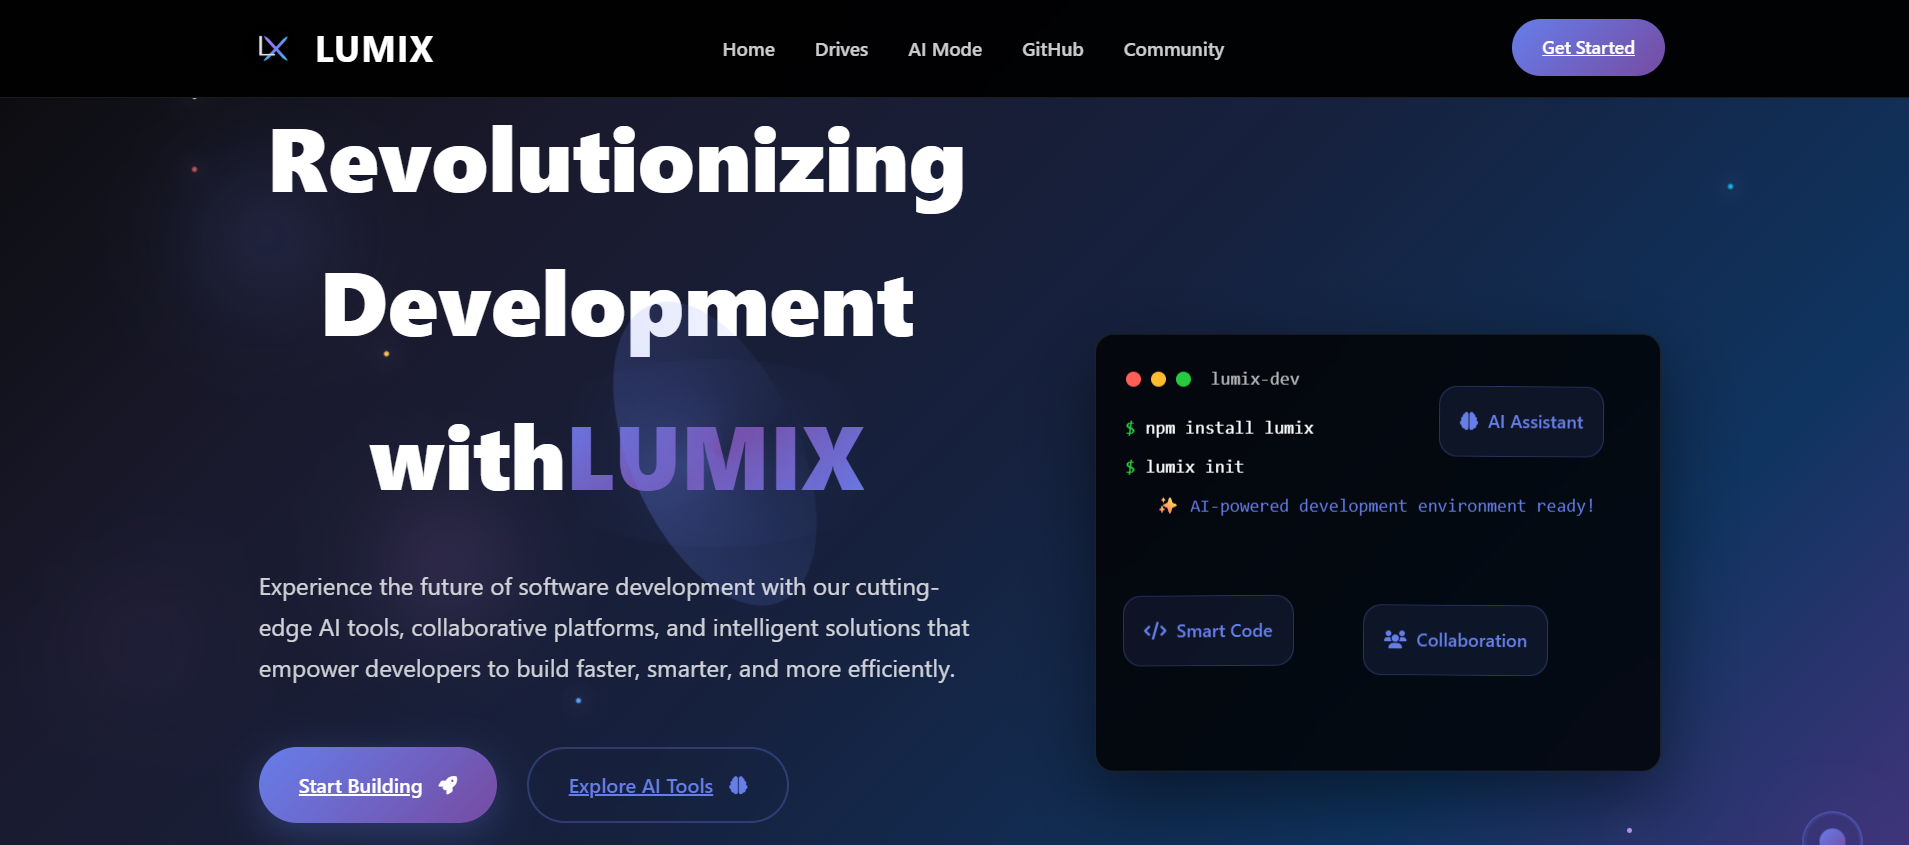 LUMIX
Home
Drives
AI Mode
GitHub
Community
Get Started
Revolutionizing
Development
withLUMIX
Experience the future of software development with our cutting-
edge AI tools, collaborative platforms, and intelligent solutions that
empower developers to build faster, smarter, and more efficiently.
Start Building
Explore AI Tools
lumix-dev
$ npm install lumix
$ lumix init
✨ AI-powered development environment ready!
AI Assistant
</> Smart Code
Collaboration